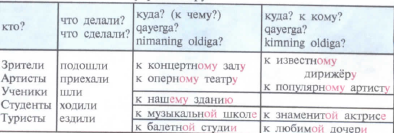 кто?
что делали?
что сделали?
куда? (к чему?)
qayerga?
nimaning oldiga?
куда? к кому?
qayerga?
kimning oldiga?
Зрители
Артисты
Ученики
Студенты
Туристы
подошли
приехали
шли
ходили
ездили
к концертному залу
к оперному театру
к нашему зданию
к музыкальной школе
к балетной студии
к известному
дирижёру
к популярному артисту
к знаменитой актрисе
к любимой дочери